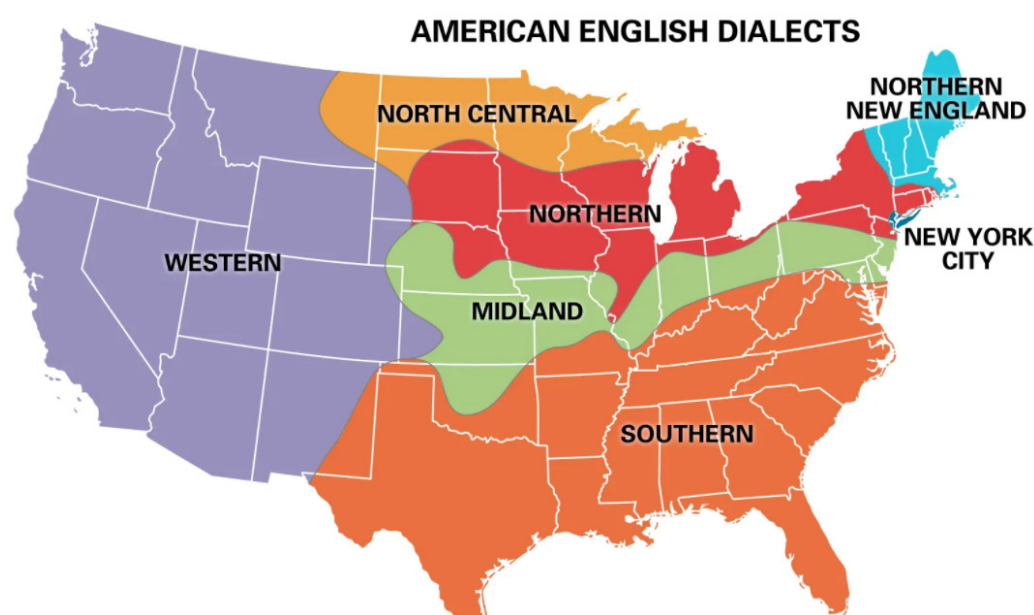 AMERICAN ENGLISH DIALECTS
NORTHERN
NEW ENGLAND
NORTH CENTRAL
NORTHERN
NEW YORK
CITY
WESTERN
MIDLAND
SOUTHERN